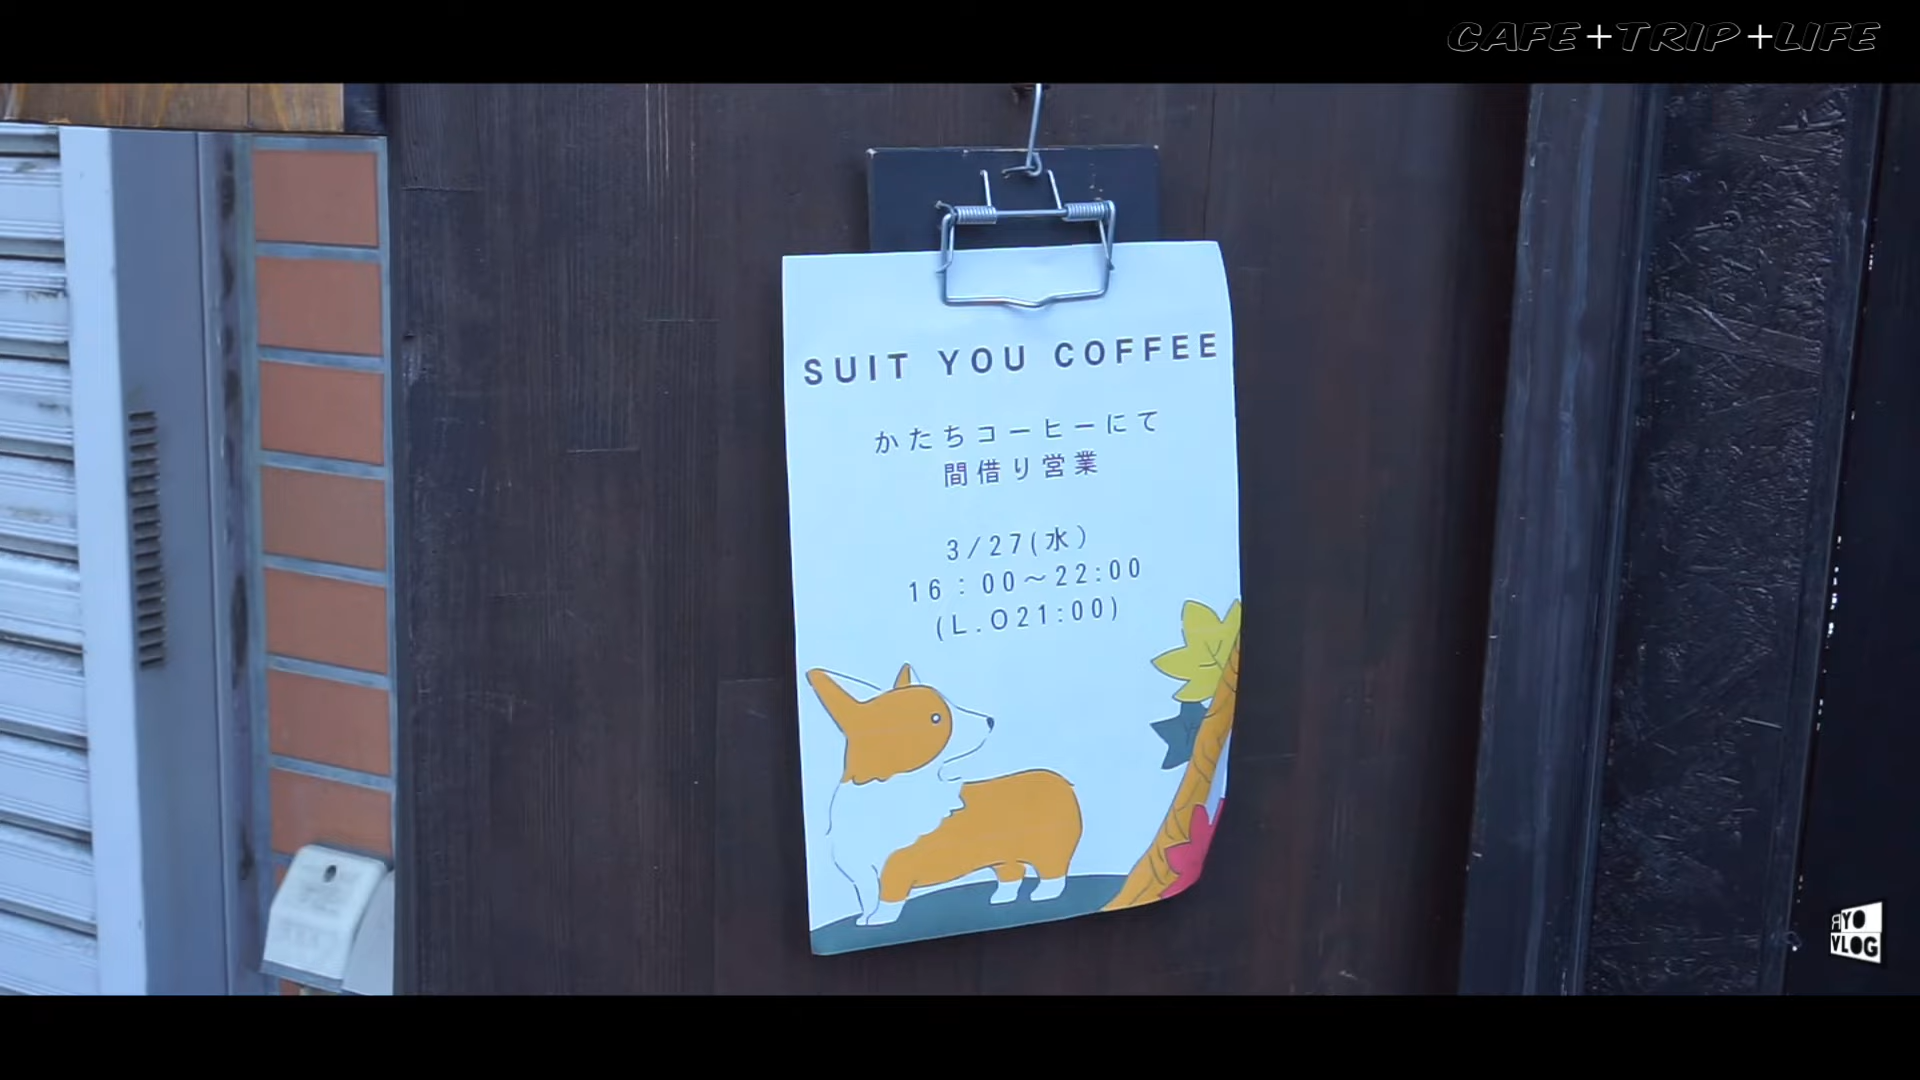 CAFE+TRIP+LIFE
SUIT YOU COFFEE
かたちコーヒーにて
間借り営業
3/27(水)
16:00～22:00
(L.O21:00)
RYO
VLOG